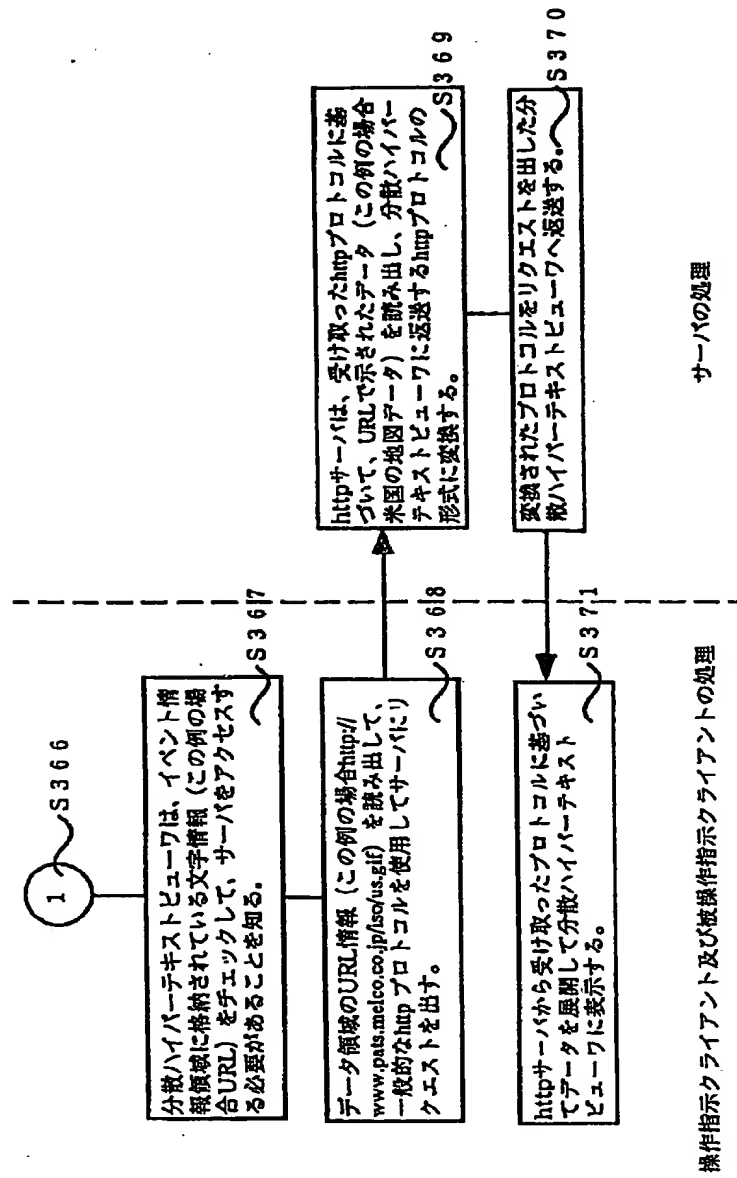 1
S366
分散ハイパーテキストビューワは、イベント情
報領域に格納されている文字情報（この例の場
合URL）をチェックして、サーバをアクセスす
る必要があることを知る。
S367
データ領域のURL情報（この例の場合http://
www.pats.melco.co.jp/iso/us.gif）を読み出して、
一般的なhttp プロトコルを使用してサーバにリ
クエストを出す。
S368
httpサーバは、受け取ったhttpプロトコルに基
づいて、URLで示されたデータ（この例の場合
米国の地図データ）を読み出し、分散ハイパー
テキストビューワに返送するhttpプロトコルの
形式に変換する。
S369
変換されたプロトコルをリクエストを出した分
散ハイパーテキストビューワへ返送する。
S370
httpサーバから受け取ったプロトコルに基づい
てデータを展開して分散ハイパーテキスト
ビューワに表示する。
S371
操作指示クライアント及び被操作指示クライアントの処理
サーバの処理